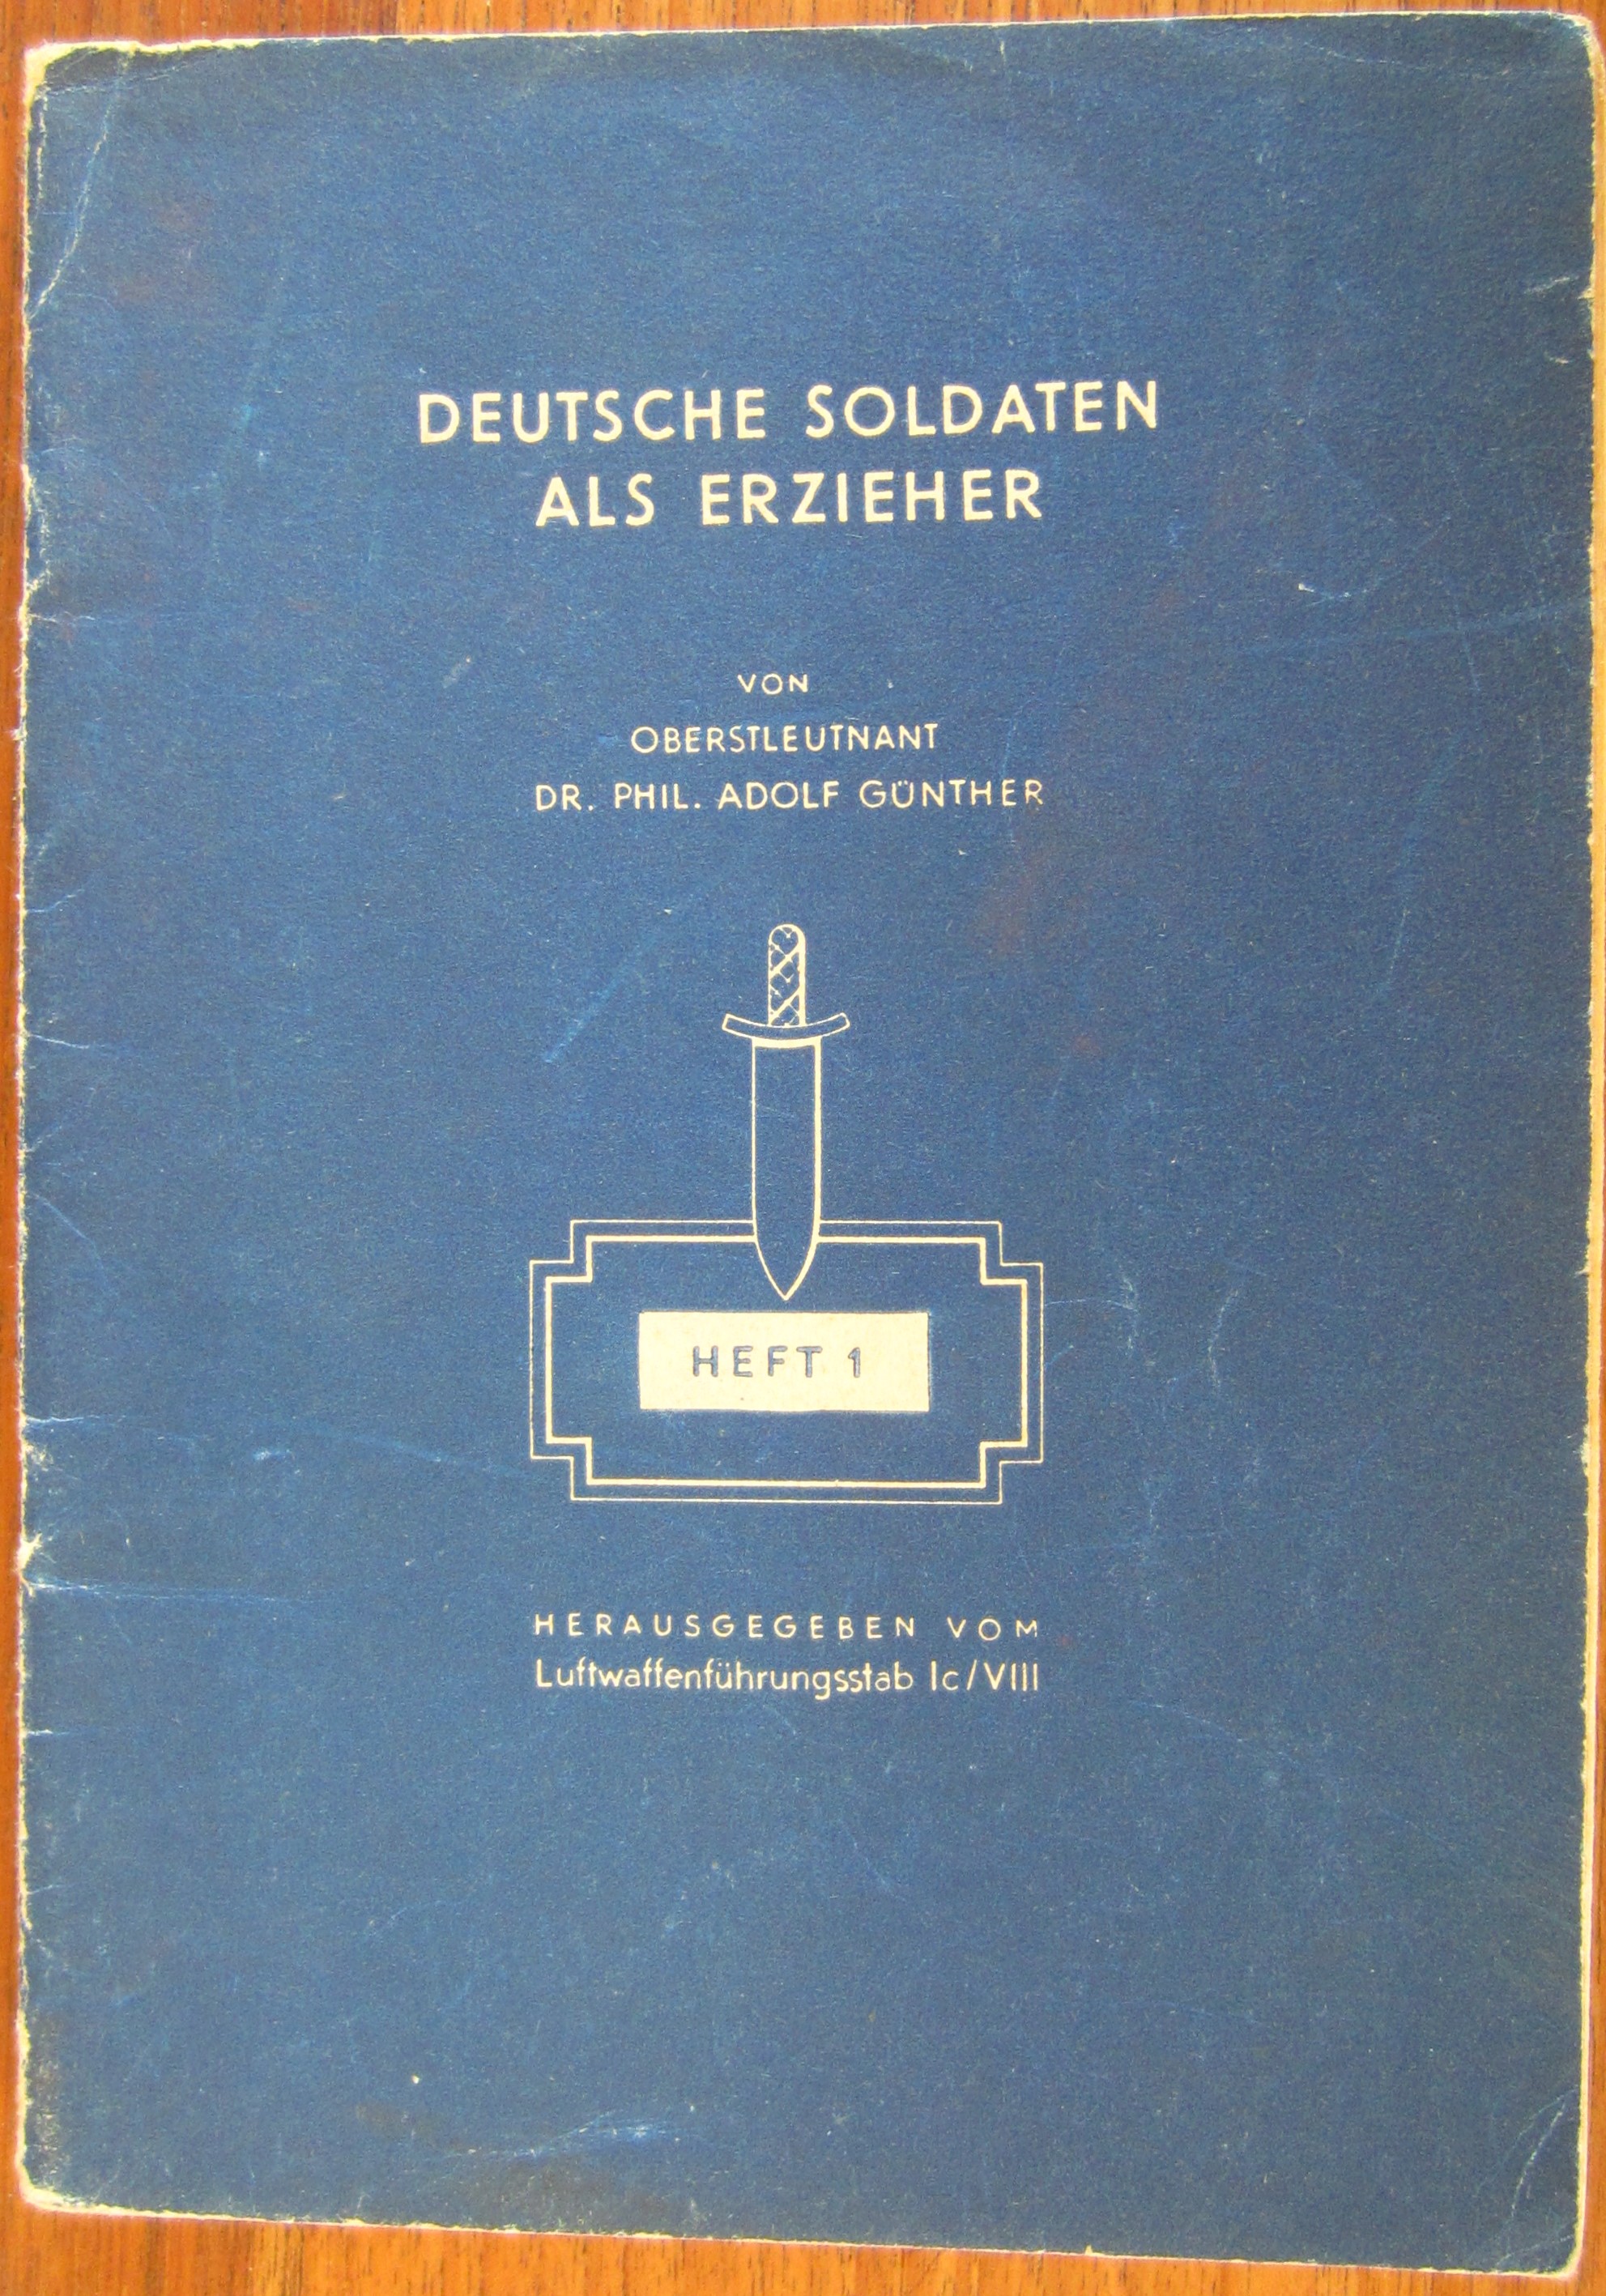 DEUTSCHE SOLDATEN
ALS ERZIEHER
VON
OBERSTLEUTNANT
DR. PHIL. ADOLF GÜNTHER
HEFT 1
HERAUSGEGEBEN VOM
Luftwaffenführungsstab Ic/VIII